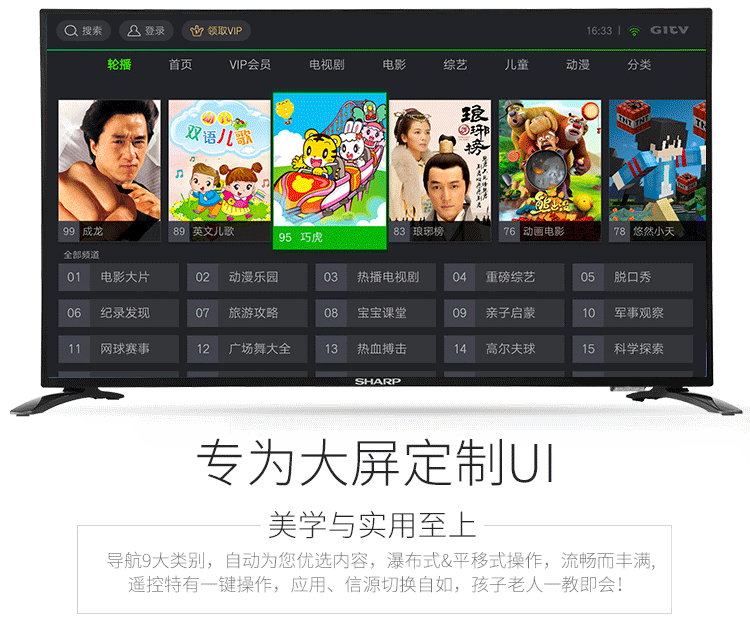 搜索 登录 领取VIP 16:33 GITV
轮播 首页 VIP会员 电视剧 电影 综艺 儿童 动漫 分类
双语儿歌
琅琊榜
熊出没
TNT TNT
99 成龙
89 英文儿歌
95 巧虎
83 琅琊榜
76 动画电影
78 悠然小天
全部频道
01 电影大片 02 动漫乐园 03 热播电视剧 04 重磅综艺 05 脱口秀
06 纪录发现 07 旅游攻略 08 宝宝课堂 09 亲子启蒙 10 军事观察
11 网球赛事 12 广场舞大全 13 热血搏击 14 高尔夫球 15 科学探索
SHARP
专为大屏定制UI
美学与实用至上
导航9大类别，自动为您优选内容，瀑布式&平移式操作，流畅而丰满,
遥控特有一键操作，应用、信源切换自如，孩子老人一教即会！